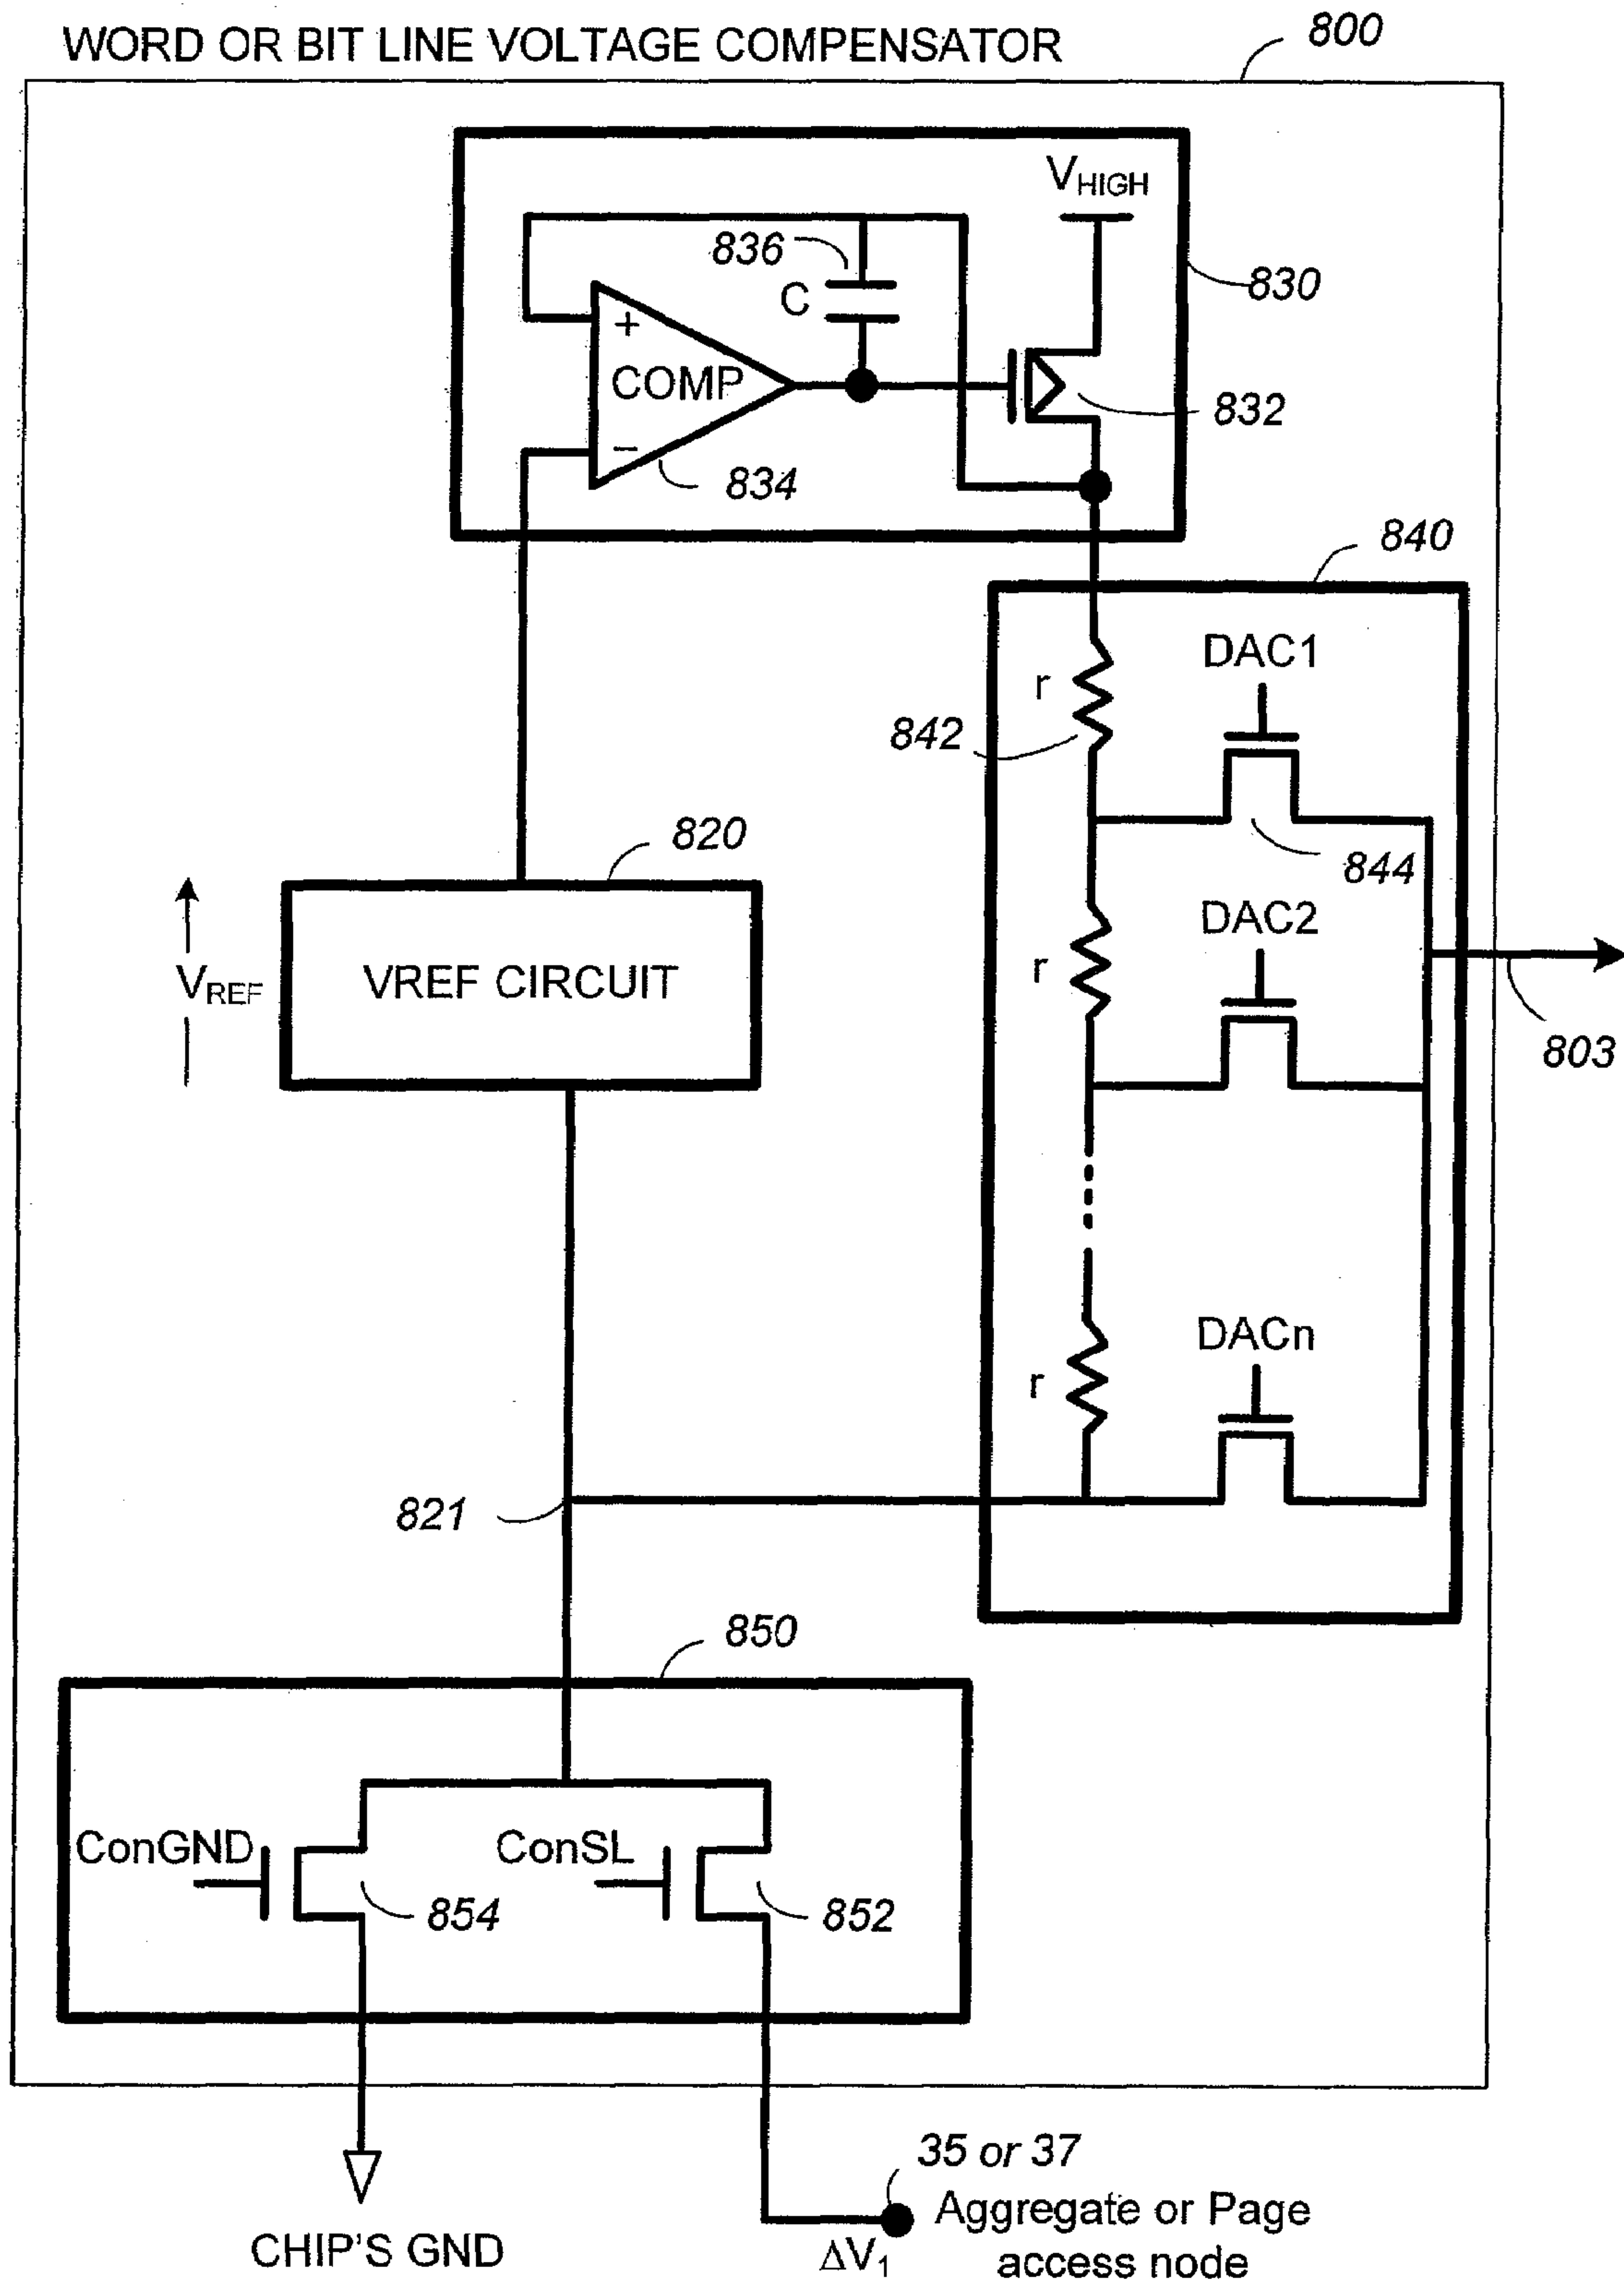 WORD OR BIT LINE VOLTAGE COMPENSATOR
800
VHIGH
836
C
830
+
COMP
832
−
834
840
DAC1
r
842
844
820
DAC2
VREF
VREF CIRCUIT
r
803
DACn
r
821
850
ConGND
ConSL
854
852
35 or 37
Aggregate or Page
access node
CHIP'S GND
ΔV1